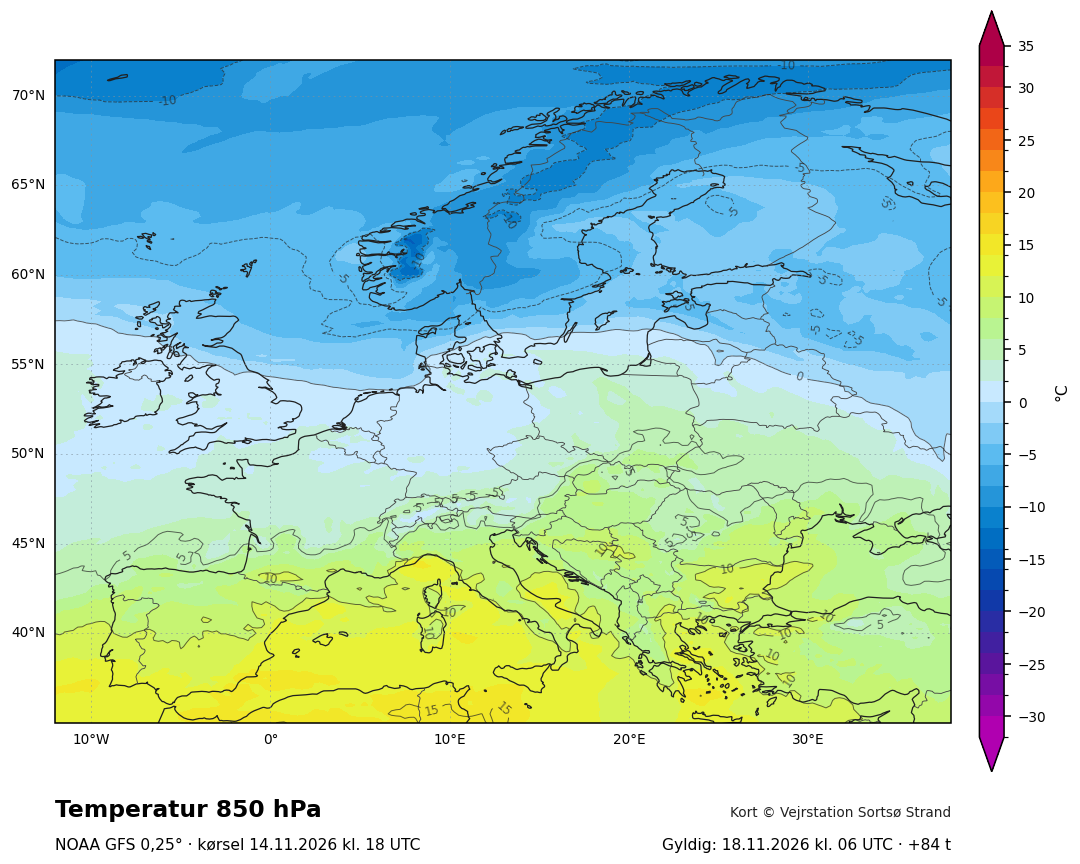 35
30
25
20
15
10
5
0
−5
−10
−15
−20
−25
−30
°C
70°N
65°N
60°N
55°N
50°N
45°N
40°N
10°W
0°
10°E
20°E
30°E
Temperatur 850 hPa
Kort © Vejrstation Sortsø Strand
NOAA GFS 0,25° · kørsel 14.11.2026 kl. 18 UTC
Gyldig: 18.11.2026 kl. 06 UTC · +84 t